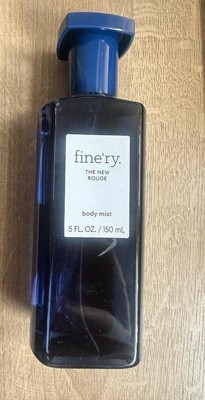 fine'ry.
THE NEW
ROUGE
body mist
5 FL. OZ. / 150 mL